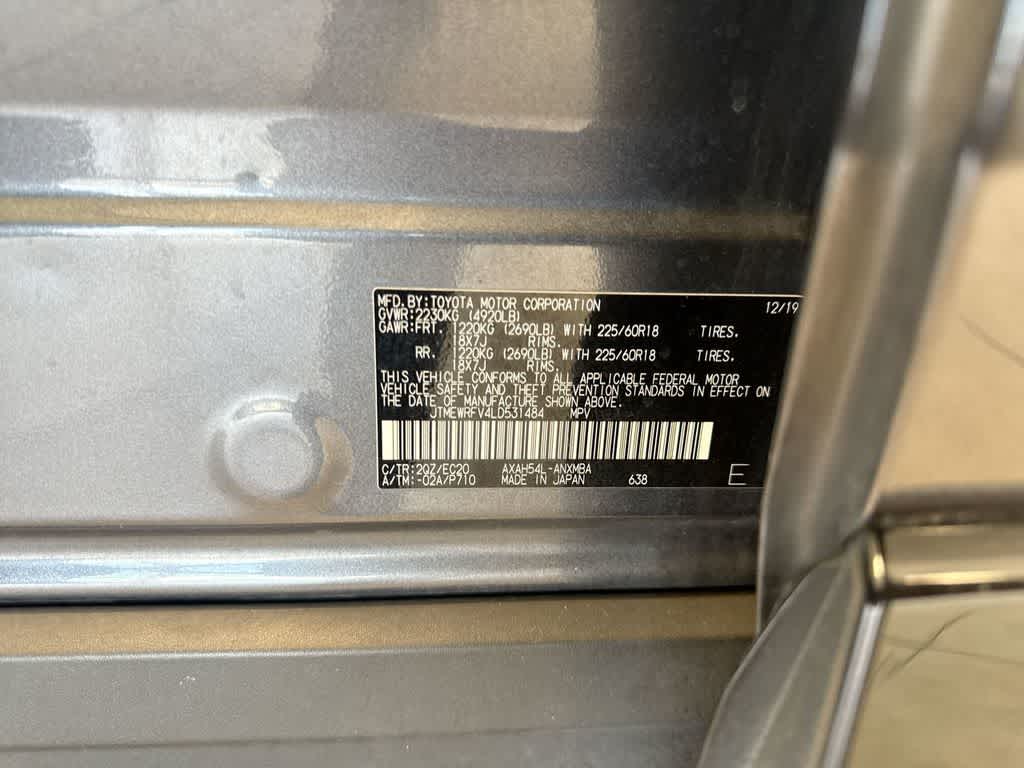 MFD.BY:TOYOTA MOTOR CORPORATION 12/19
GVWR:2230KG (4920LB)
GAWR:FRT. 1220KG (2690LB) WITH 225/60R18 TIRES.
18X7J RIMS.
RR. 1220KG (2690LB) WITH 225/60R18 TIRES.
18X7J RIMS.
THIS VEHICLE CONFORMS TO ALL APPLICABLE FEDERAL MOTOR
VEHICLE SAFETY AND THEFT PREVENTION STANDARDS IN EFFECT ON
THE DATE OF MANUFACTURE SHOWN ABOVE.
JTMEWRFV4LD531484 MPV
C/TR:2QZ/EC20 AXAH54L-ANXMBA
A/TM:-02A/P710 MADE IN JAPAN 638 E